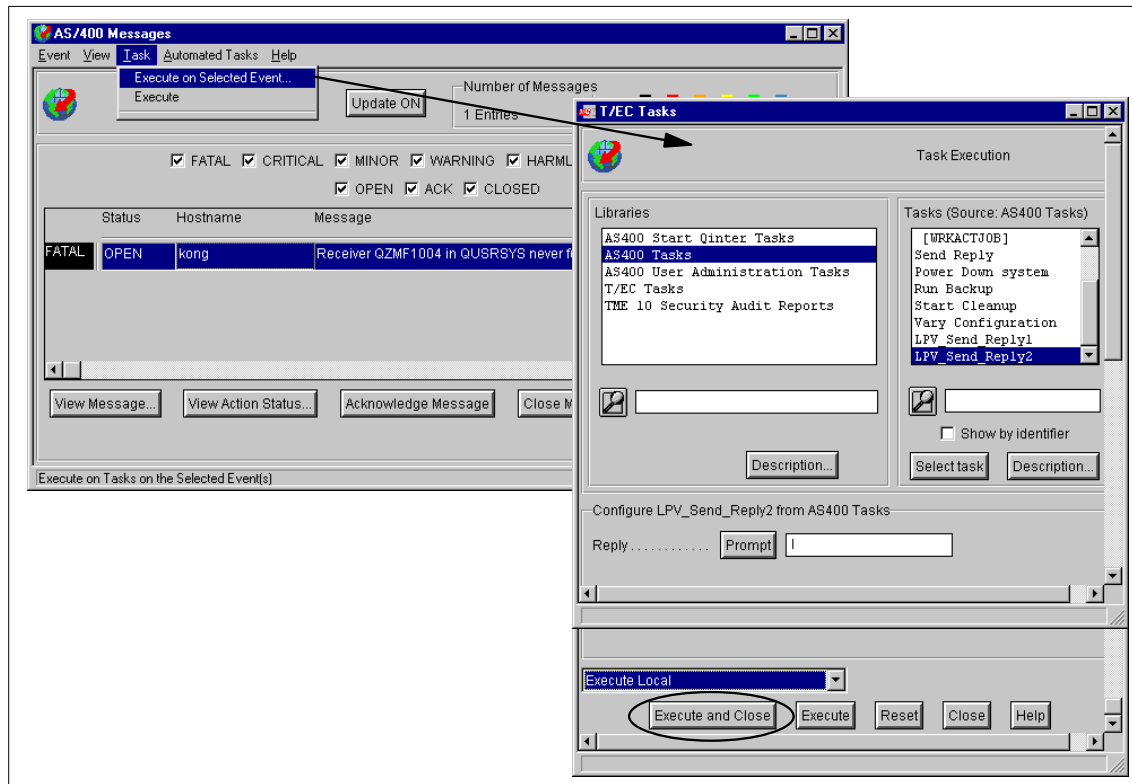 AS/400 Messages
Event View Task Automated Tasks Help
Execute on Selected Event...
Execute
Update ON
Number of Messages
1 Entries
FATAL CRITICAL MINOR WARNING HARML
OPEN ACK CLOSED
Status Hostname Message
FATAL OPEN kong Receiver QZMF1004 in QUSRSYS never f
View Message... View Action Status... Acknowledge Message Close M
Execute on Tasks on the Selected Event(s)
T/EC Tasks
Task Execution
Libraries
AS400 Start Qinter Tasks
AS400 Tasks
AS400 User Administration Tasks
T/EC Tasks
TME 10 Security Audit Reports
Description...
Tasks (Source: AS400 Tasks)
[WRKACTJOB]
Send Reply
Power Down system
Run Backup
Start Cleanup
Vary Configuration
LPV_Send_Reply1
LPV_Send_Reply2
Show by identifier
Select task Description...
Configure LPV_Send_Reply2 from AS400 Tasks
Reply . . . . . . . . . . . . Prompt I
Execute Local
Execute and Close Execute Reset Close Help